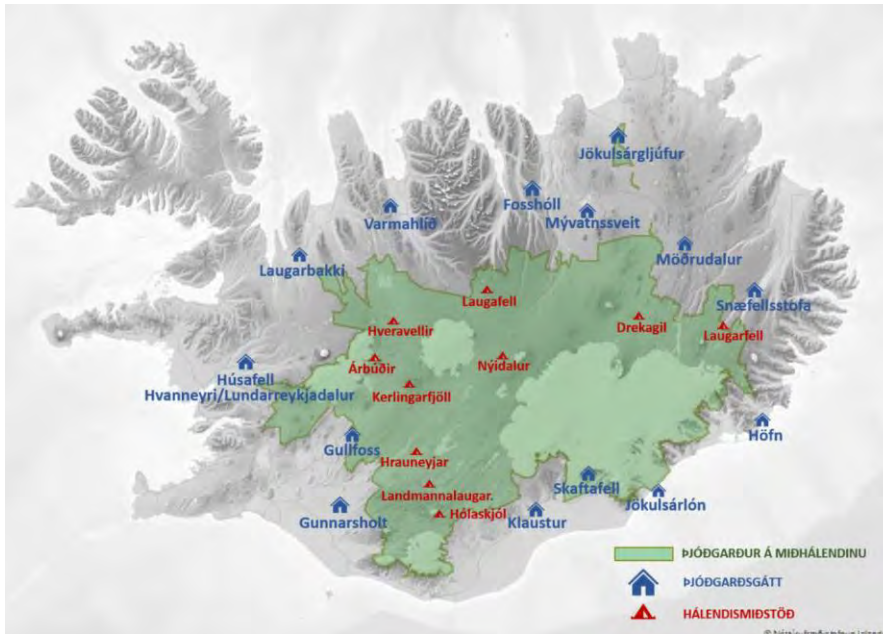 Jökulsárgljúfur
Fosshóll
Varmahlíð
Mývatnssveit
Möðrudalur
Laugarbakki
Laugafell
Snæfellsstofa
Hveravellir
Drekagil
Laugarfell
Árbúðir
Nýidalur
Húsafell
Hvanneyri/Lundarreykjadalur
Kerlingarfjöll
Höfn
Gullfoss
Hrauneyjar
Skaftafell
Landmannalaugar.
Jökulsárlón
Gunnarsholt
Hólaskjól
Klaustur
ÞJÓÐGARÐUR Á MIÐHÁLENDINU
ÞJÓÐGARÐSGÁTT
HÁLENDISMIÐSTÖÐ